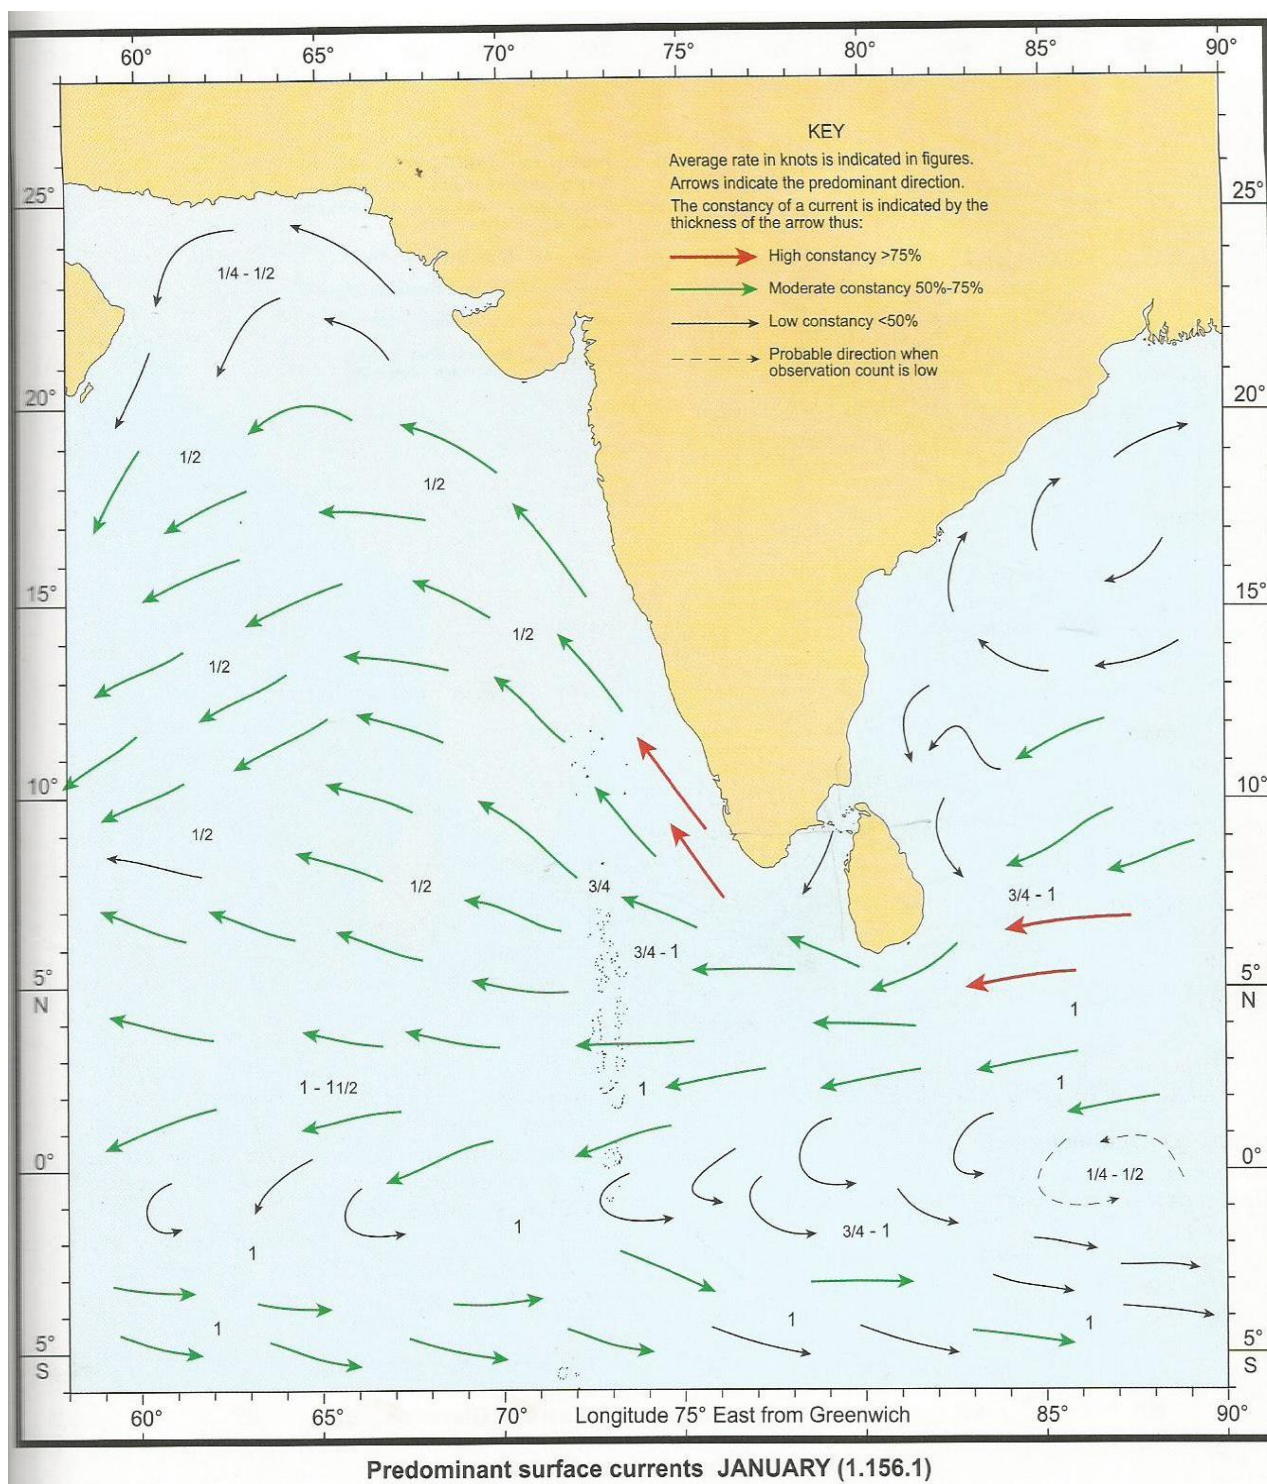 60° 65° 70° 75° 80° 85° 90°
KEY
Average rate in knots is indicated in figures.
Arrows indicate the predominant direction.
The constancy of a current is indicated by the
thickness of the arrow thus:
High constancy >75%
Moderate constancy 50%-75%
Low constancy <50%
Probable direction when
observation count is low
25° 25°
1/4 - 1/2
20° 20°
1/2
1/2
15° 15°
1/2
1/2
10° 10°
1/2
1/2
3/4
3/4 - 1
3/4 - 1
5° 5°
N N
1
1 - 1 1/2
1
1
0° 0°
1/4 - 1/2
1
3/4 - 1
1
1
1
1
5° 5°
S S
60° 65° 70° Longitude 75° East from Greenwich 85° 90°
Predominant surface currents JANUARY (1.156.1)